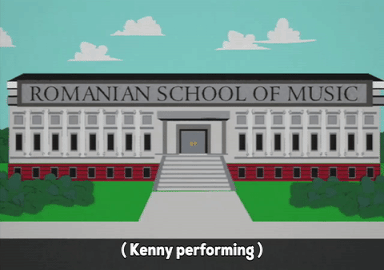 ROMANIAN SCHOOL OF MUSIC
( Kenny performing )